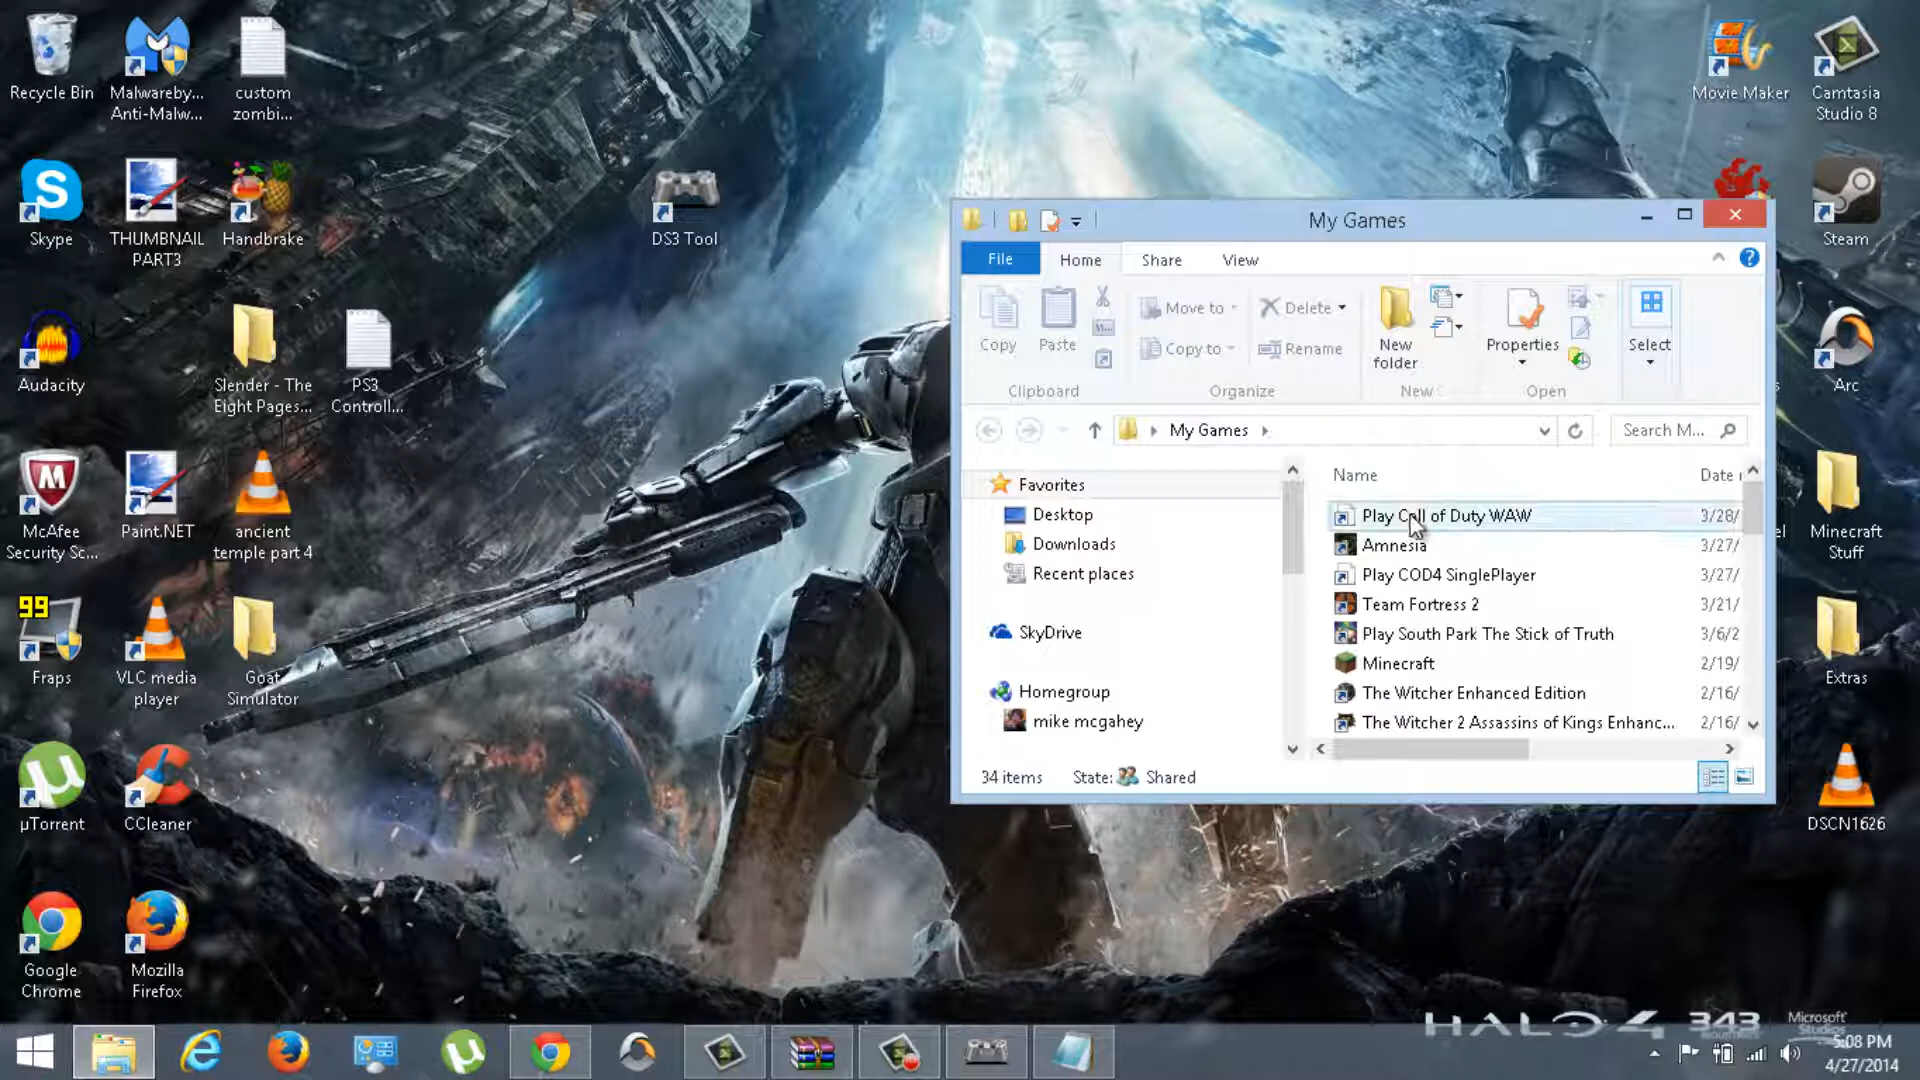 Recycle Bin
Malwareby...
Anti-Malw...
custom
zombi...
Movie Maker
Camtasia
Studio 8
Skype
THUMBNAIL
PART3
Handbrake
DS3 Tool
Steam
Audacity
Slender - The
Eight Pages...
PS3
Controll...
Arc
McAfee
Security Sc...
Paint.NET
ancient
temple part 4
Minecraft
Stuff
99
Fraps
VLC media
player
Goat
Simulator
Extras
µTorrent
CCleaner
DSCN1626
Google
Chrome
Mozilla
Firefox
My Games
File
Home
Share
View
Copy
Paste
Move to
Copy to
Delete
Rename
New
folder
Properties
Select
Clipboard
Organize
New
Open
My Games
Search M...
Favorites
Desktop
Downloads
Recent places
SkyDrive
Homegroup
mike mcgahey
Name
Date
Play Call of Duty WAW 3/28/
Amnesia 3/27/
Play COD4 SinglePlayer 3/27/
Team Fortress 2 3/21/
Play South Park The Stick of Truth 3/6/2
Minecraft 2/19/
The Witcher Enhanced Edition 2/16/
The Witcher 2 Assassins of Kings Enhanc... 2/16/
34 items
State: Shared
HALO 4
343
Microsoft
Studios
5:08 PM
4/27/2014